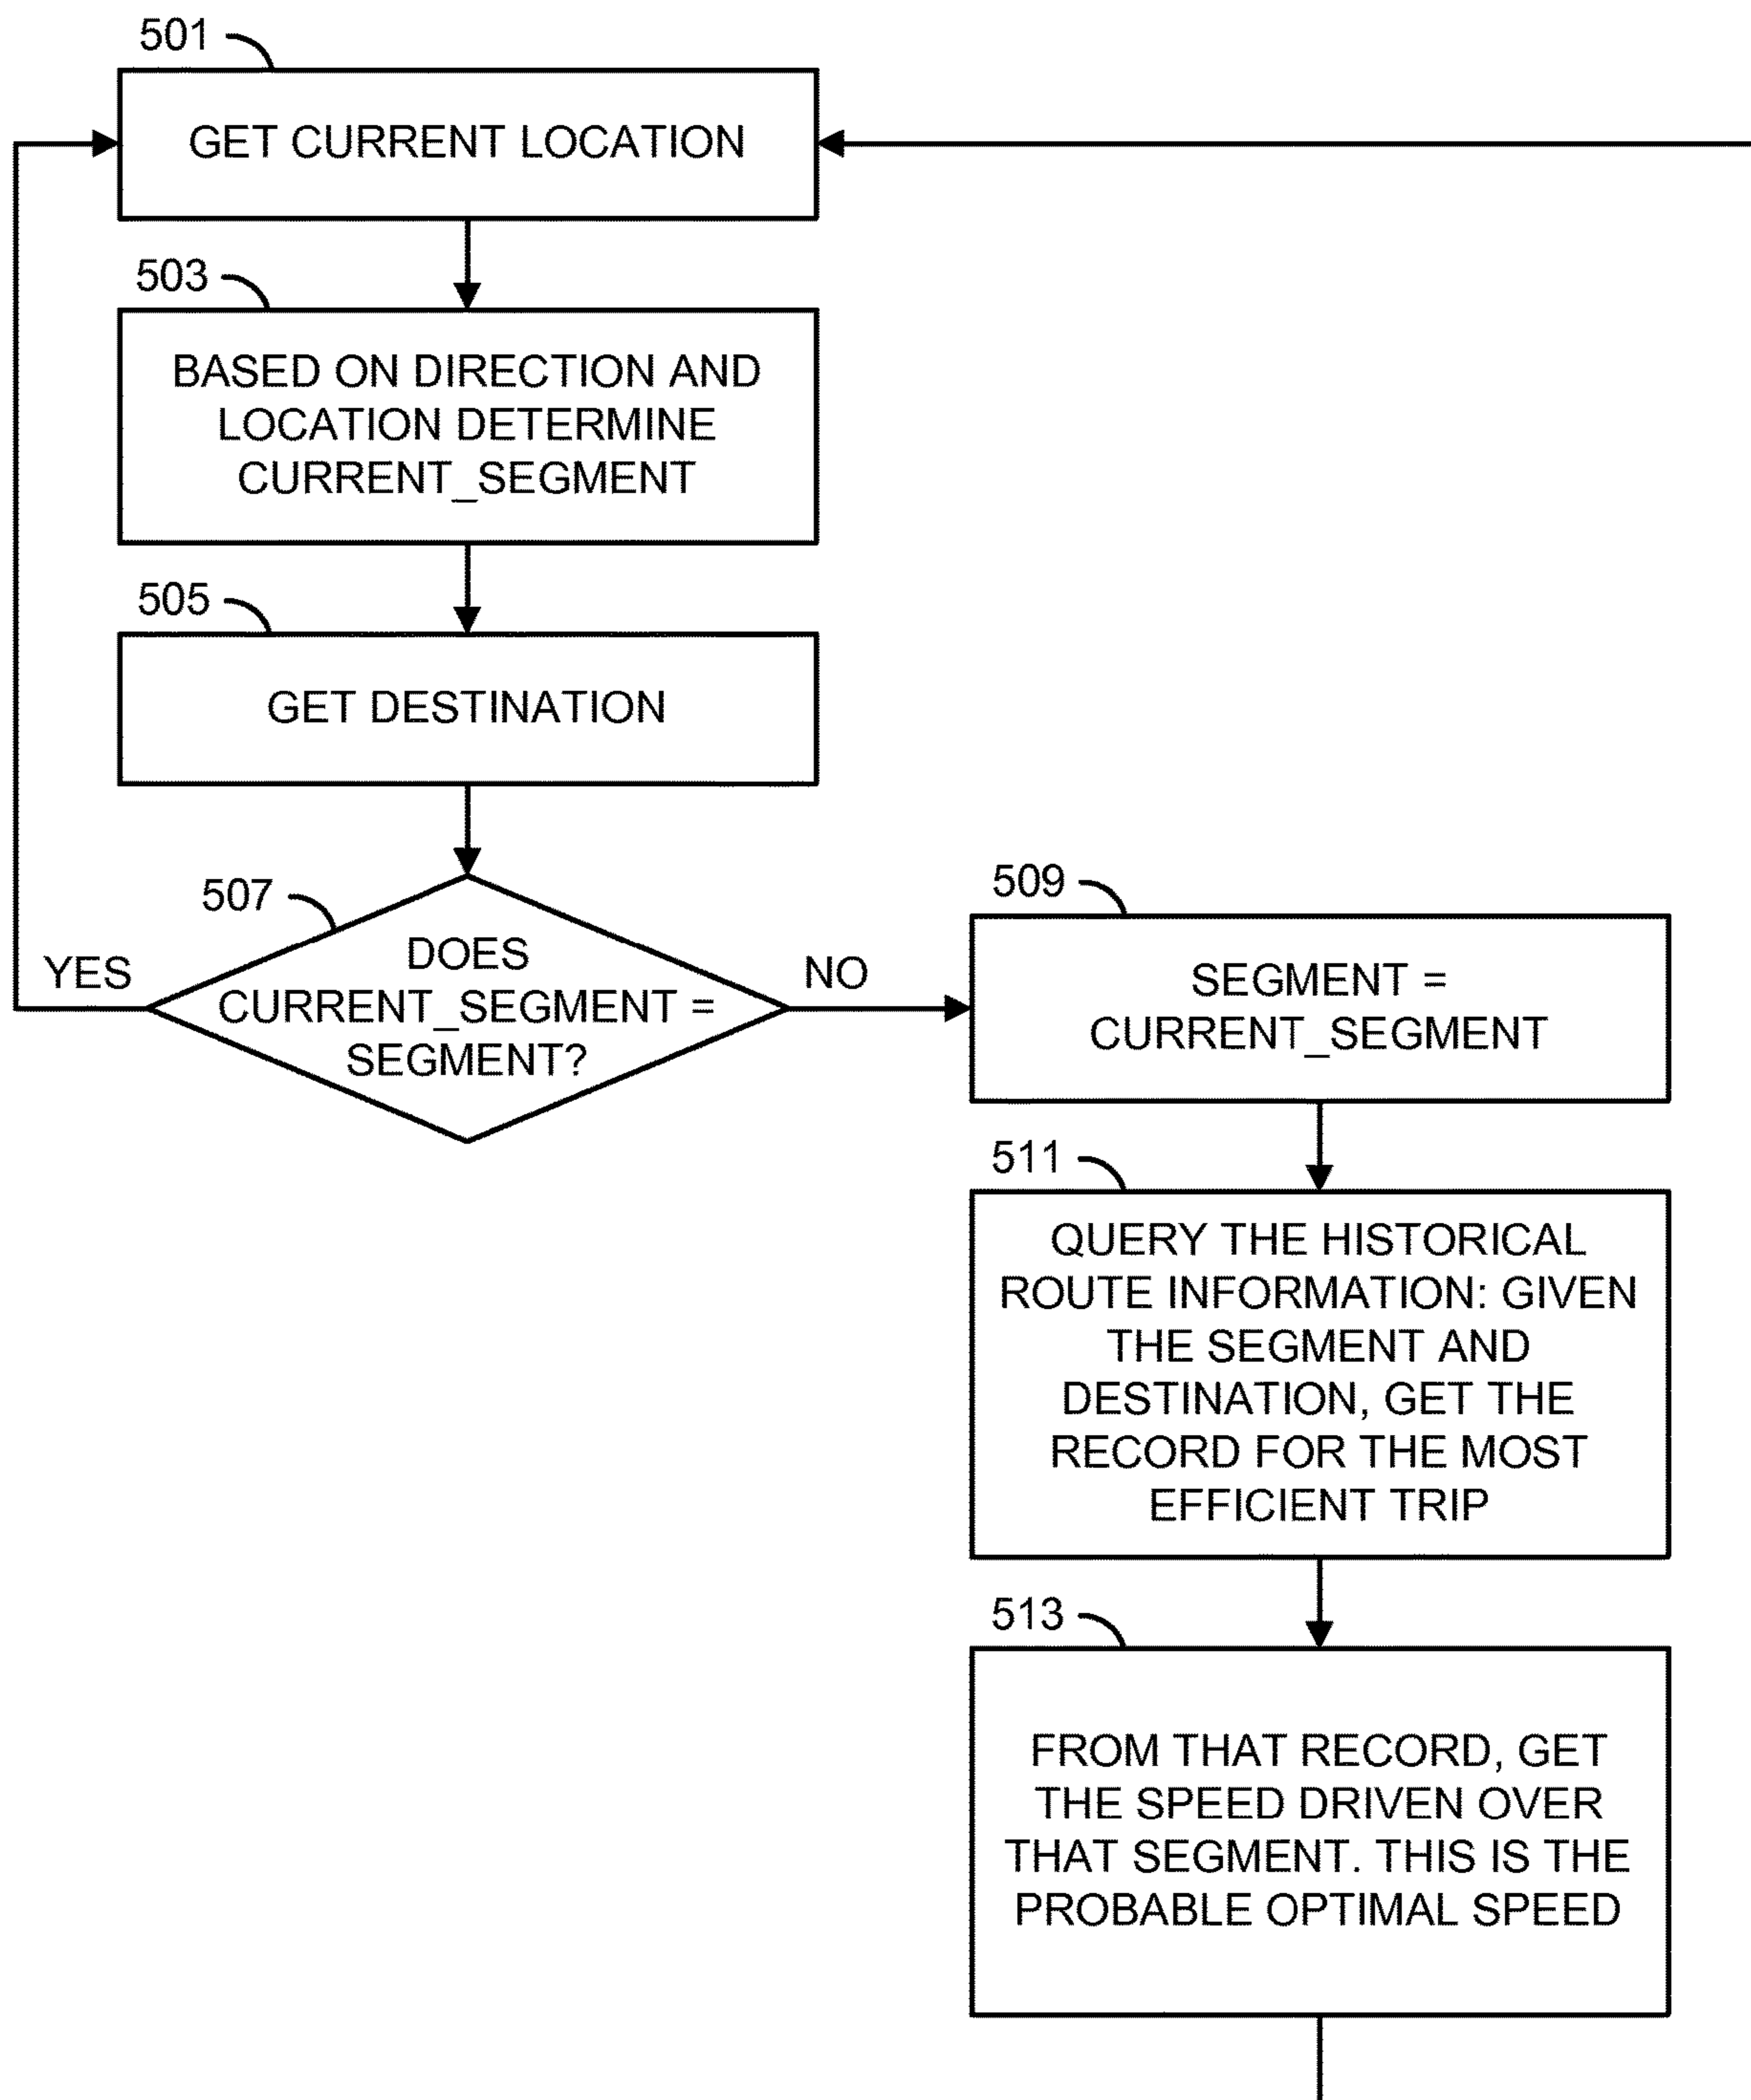 501
GET CURRENT LOCATION
503
BASED ON DIRECTION AND
LOCATION DETERMINE
CURRENT_SEGMENT
505
GET DESTINATION
507
DOES
CURRENT_SEGMENT =
SEGMENT?
YES
NO
509
SEGMENT =
CURRENT_SEGMENT
511
QUERY THE HISTORICAL
ROUTE INFORMATION: GIVEN
THE SEGMENT AND
DESTINATION, GET THE
RECORD FOR THE MOST
EFFICIENT TRIP
513
FROM THAT RECORD, GET
THE SPEED DRIVEN OVER
THAT SEGMENT. THIS IS THE
PROBABLE OPTIMAL SPEED